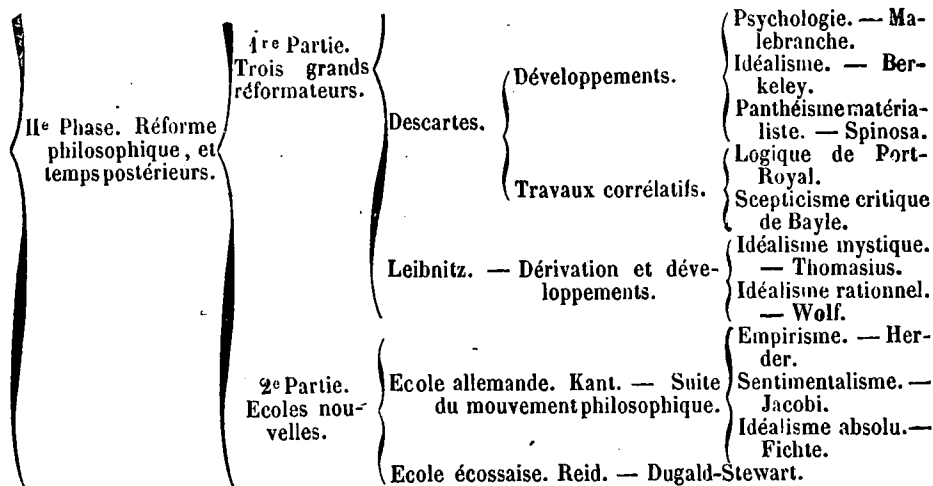 IIe Phase. Réforme
philosophique, et
temps postérieurs.
1re Partie.
Trois grands
réformateurs.
Descartes.
Développements.
Psychologie. — Ma-
lebranche.
Idéalisme. — Ber-
keley.
Panthéisme matéria-
liste. — Spinosa.
Travaux corrélatifs.
Logique de Port-
Royal.
Scepticisme critique
de Bayle.
Leibnitz. — Dérivation et déve-
loppements.
Idéalisme mystique.
— Thomasius.
Idéalisme rationnel.
— Wolf.
2e Partie.
Ecoles nou-
velles.
Ecole allemande. Kant. — Suite
du mouvement philosophique.
Empirisme. — Her-
der.
Sentimentalisme. —
Jacobi.
Idéalisme absolu. —
Fichte.
Ecole écossaise. Reid. — Dugald-Stewart.